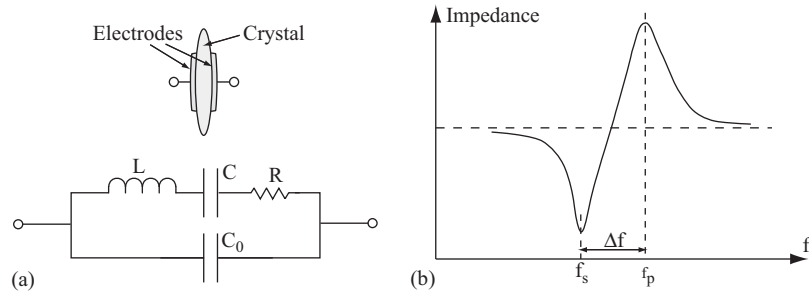 Electrodes
Crystal
L
C
R
C0
(a)
Impedance
Δf
f
fs
fp
(b)